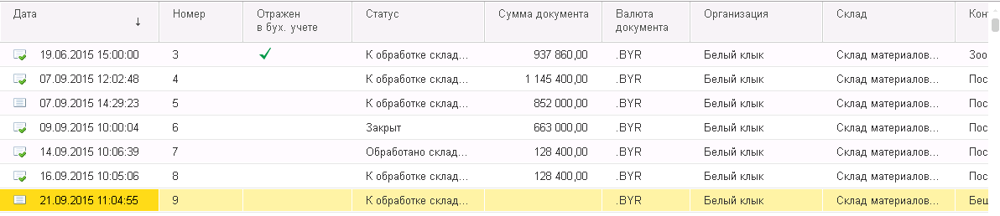 Дата Номер Отражен в бух. учете Статус Сумма документа Валюта документа Организация Склад Кон
19.06.2015 15:00:00 3 К обработке склад... 937 860,00 .BYR Белый клык Склад материалов... Зоо
07.09.2015 12:02:48 4 К обработке склад... 1 145 400,00 .BYR Белый клык Склад материалов... Пос
07.09.2015 14:29:23 5 К обработке склад... 852 000,00 .BYR Белый клык Склад материалов... Пос
09.09.2015 10:00:04 6 Закрыт 663 000,00 .BYR Белый клык Склад материалов... Пос
14.09.2015 10:06:39 7 Обработано склад... 128 400,00 .BYR Белый клык Склад материалов... Пос
16.09.2015 10:05:06 8 К обработке склад... 128 400,00 .BYR Белый клык Склад материалов... Пос
21.09.2015 11:04:55 9 К обработке склад... .BYR Белый клык Склад материалов... Беш